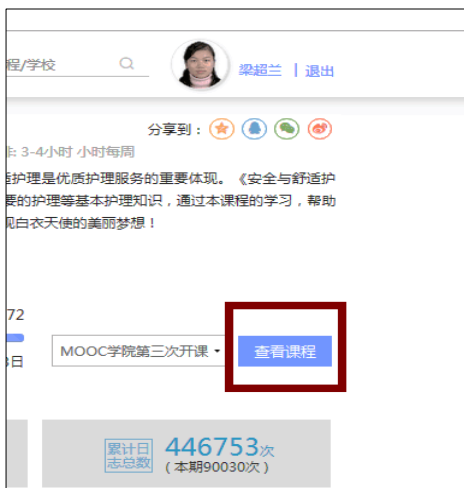 程/学校
梁超兰 | 退出
分享到：
: 3-4小时 小时每周
适护理是优质护理服务的重要体现。《安全与舒适护
要的护理等基本护理知识，通过本课程的学习，帮助
现白衣天使的美丽梦想！
72
日
MOOC学院第三次开课
查看课程
累计日志总数
446753次
（本期90030次）